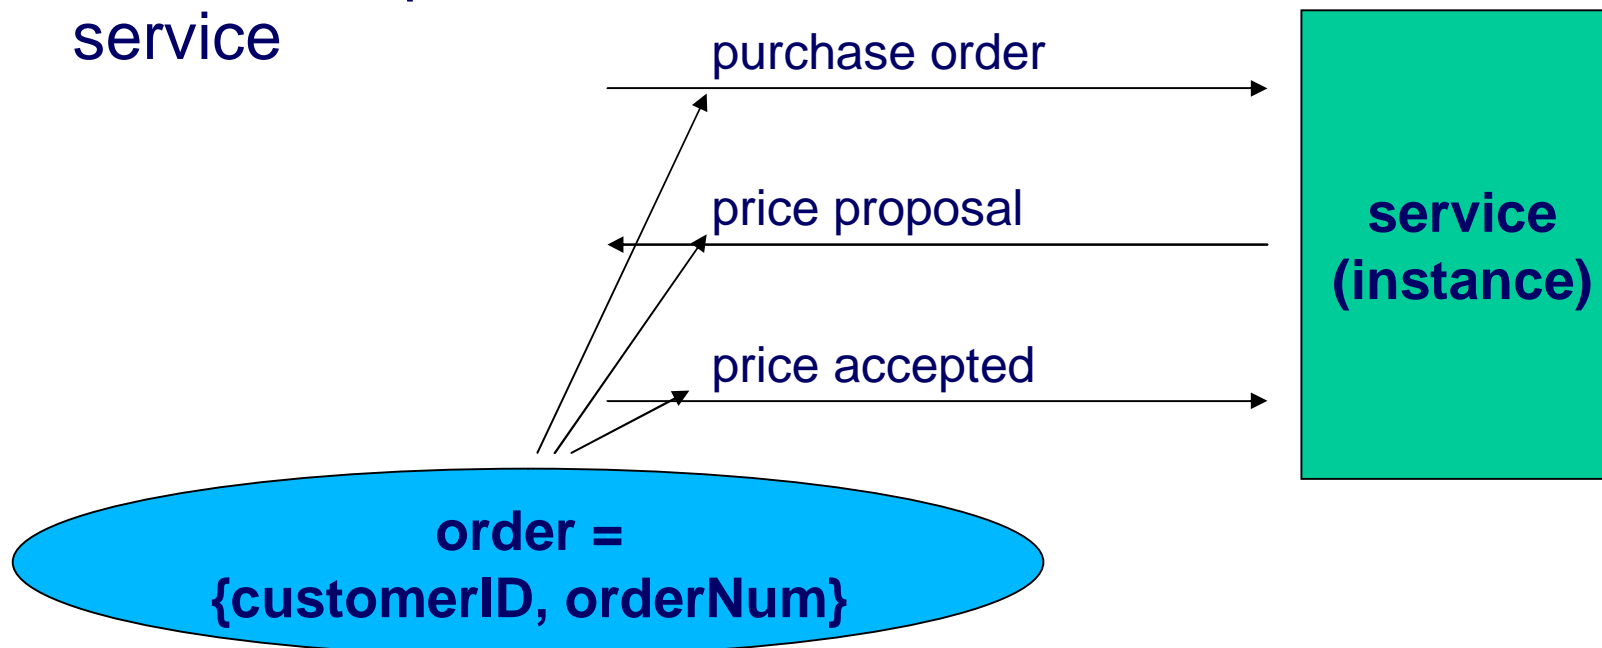 service
purchase order
price proposal
price accepted
service
(instance)
order =
{customerID, orderNum}